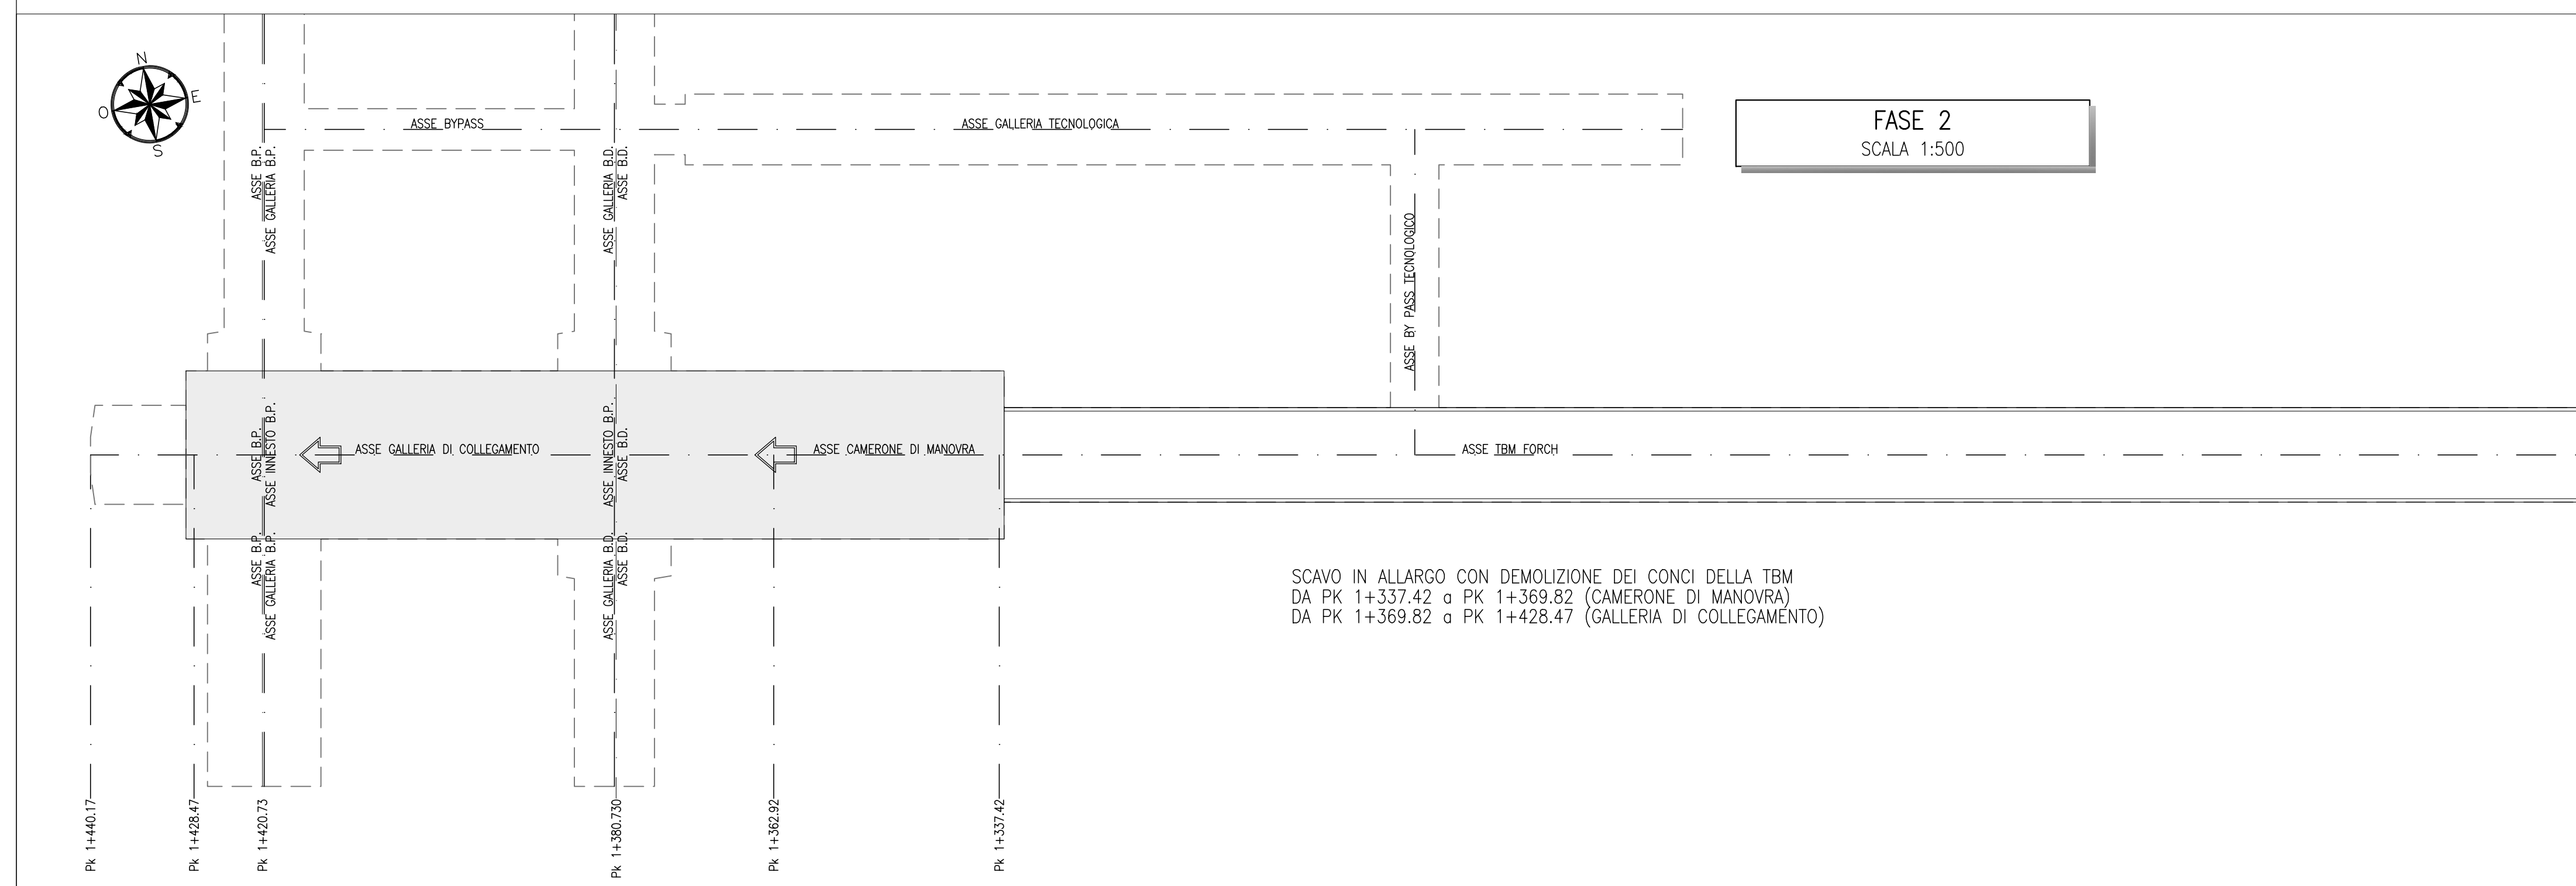 N
O
E
S
ASSE BYPASS
ASSE GALLERIA TECNOLOGICA
FASE 2
SCALA 1:500
ASSE B.P.
ASSE GALLERIA B.P.
ASSE GALLERIA B.D.
ASSE B.D.
ASSE BY PASS TECNOLOGICO
ASSE B.P.
ASSE INNESTO B.P.
ASSE GALLERIA DI COLLEGAMENTO
ASSE INNESTO B.P.
ASSE B.D.
ASSE CAMERONE DI MANOVRA
ASSE TBM FORCH
ASSE B.P.
ASSE GALLERIA B.P.
ASSE GALLERIA B.D.
ASSE B.D.
SCAVO IN ALLARGO CON DEMOLIZIONE DEI CONCI DELLA TBM
DA PK 1+337.42 a PK 1+369.82 (CAMERONE DI MANOVRA)
DA PK 1+369.82 a PK 1+428.47 (GALLERIA DI COLLEGAMENTO)
Pk 1+440.17
Pk 1+428.47
Pk 1+420.73
Pk 1+380.730
Pk 1+362.92
Pk 1+337.42